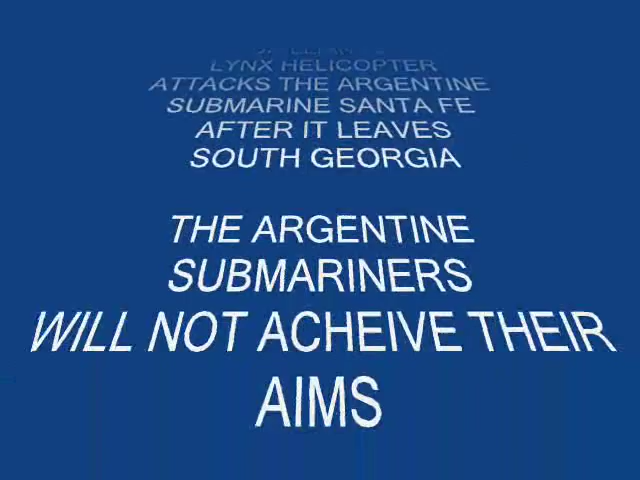 LYNX HELICOPTER
ATTACKS THE ARGENTINE
SUBMARINE SANTA FE
AFTER IT LEAVES
SOUTH GEORGIA
THE ARGENTINE
SUBMARINERS
WILL NOT ACHEIVE THEIR
AIMS